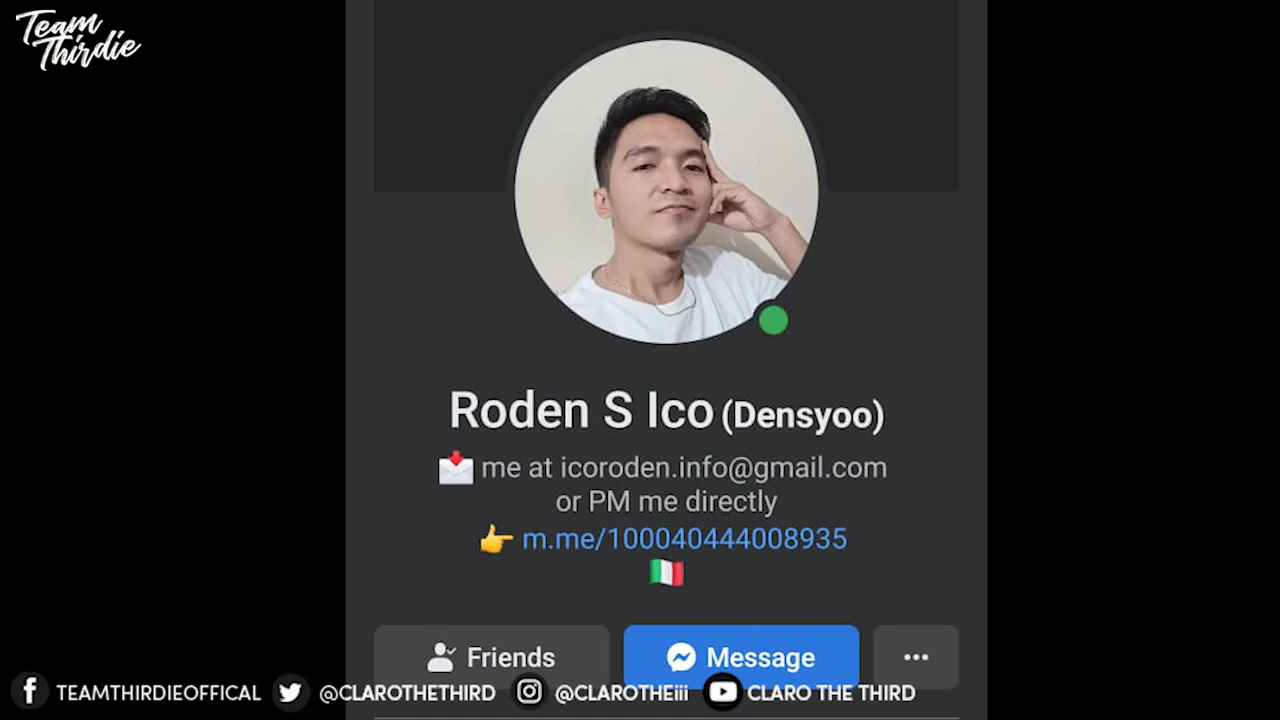 Team
Thirdie
Roden S Ico (Densyoo)
me at icoroden.info@gmail.com
or PM me directly
m.me/100040444008935
Friends
Message
TEAMTHIRDIEOFFICAL
@CLAROTHETHIRD
@CLAROTHEiii
CLARO THE THIRD